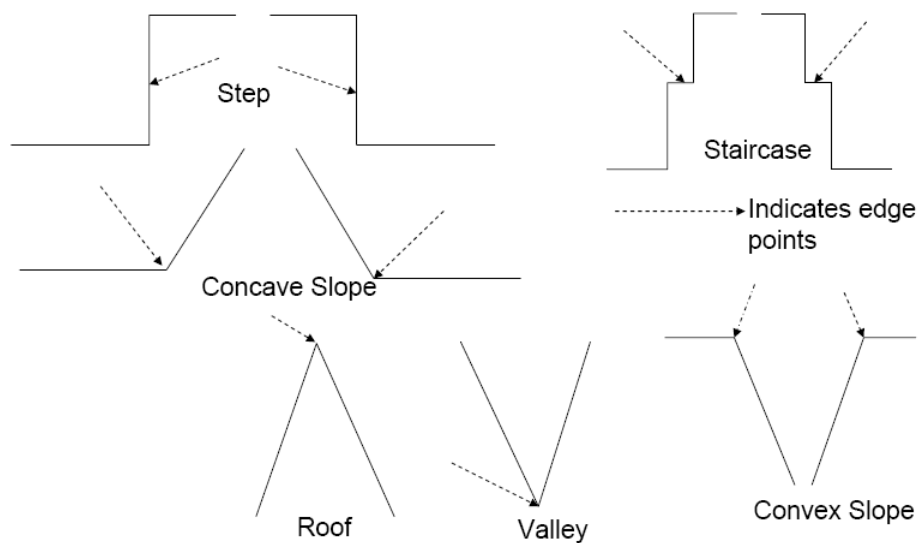 Step
Staircase
Indicates edge
points
Concave Slope
Roof
Valley
Convex Slope